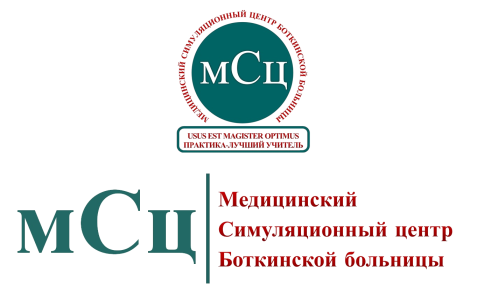 МЕДИЦИНСКИЙ СИМУЛЯЦИОННЫЙ ЦЕНТР БОТКИНСКОЙ БОЛЬНИЦЫ
мСц
USUS EST MAGISTER OPTIMUS
ПРАКТИКА-ЛУЧШИЙ УЧИТЕЛЬ
мСц
Медицинский
Симуляционный центр
Боткинской больницы